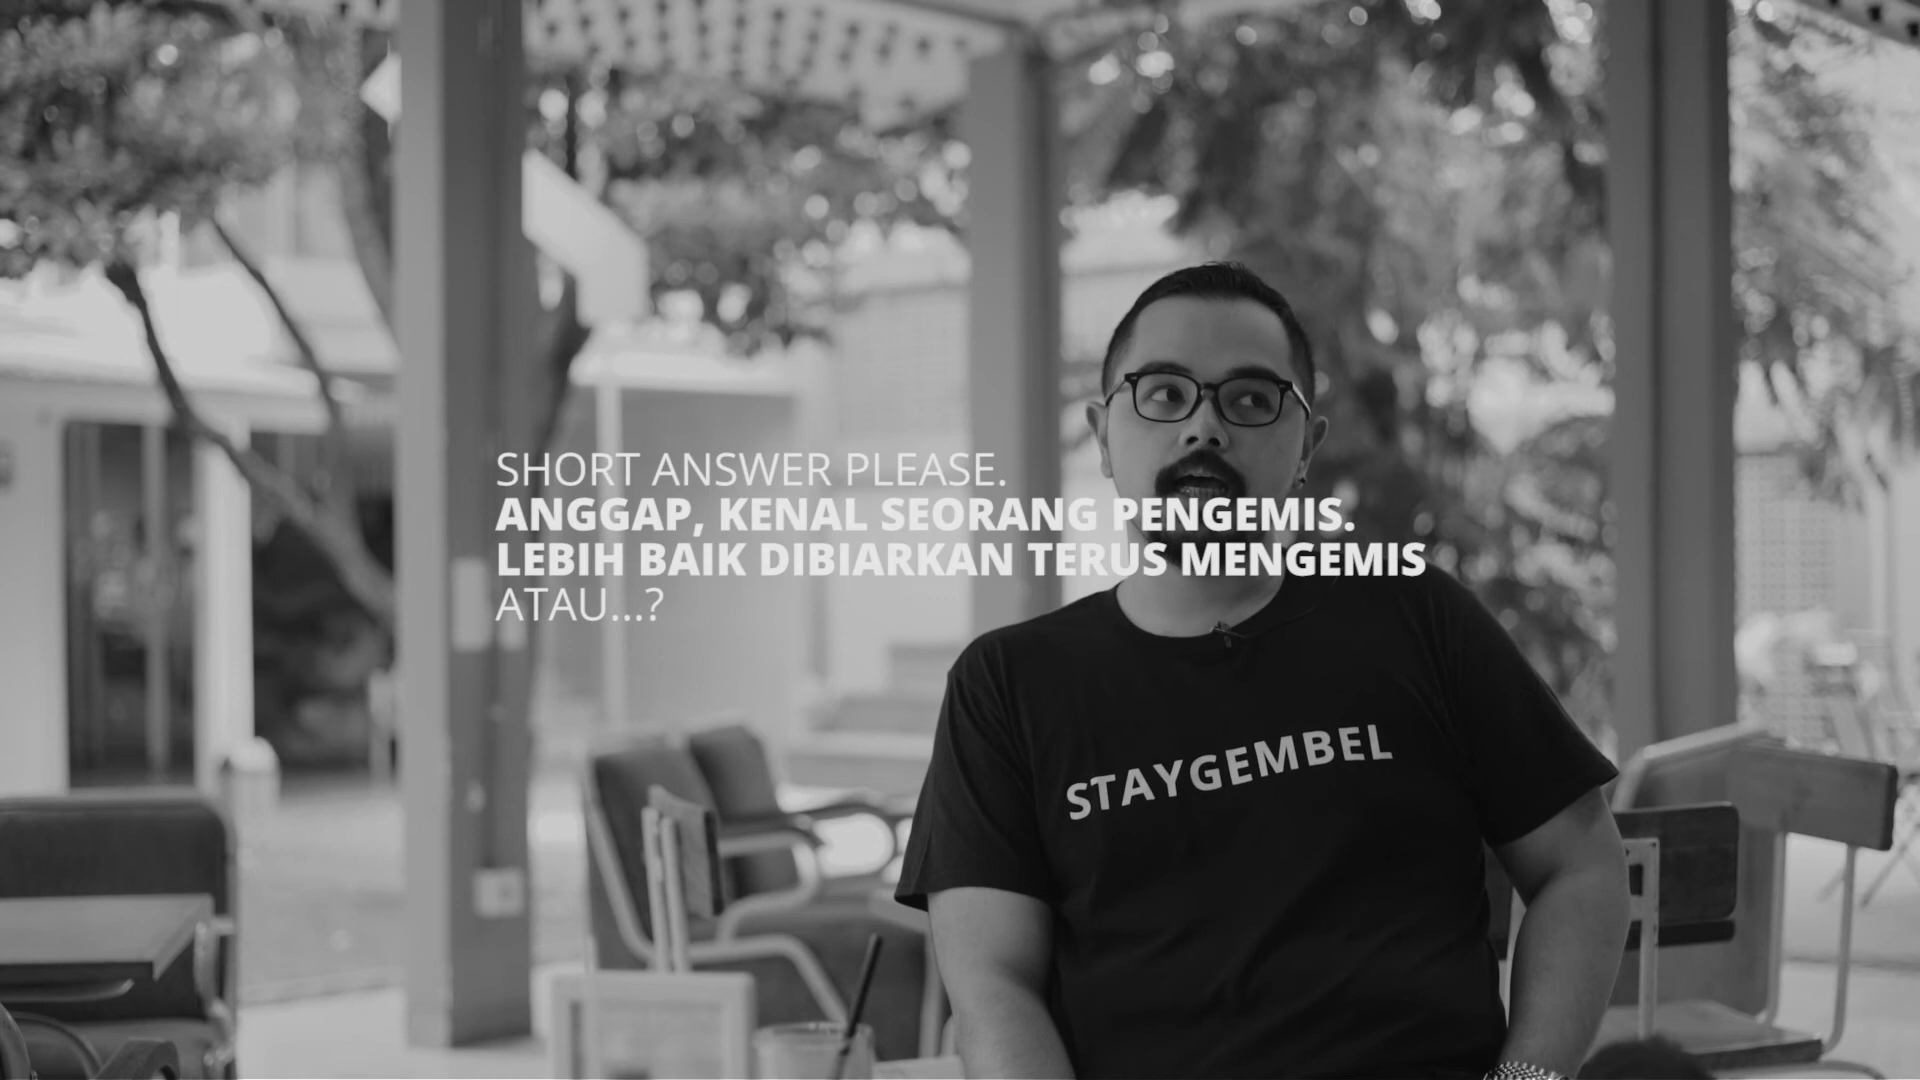 SHORT ANSWER PLEASE.
ANGGAP, KENAL SEORANG PENGEMIS.
LEBIH BAIK DIBIARKAN TERUS MENGEMIS
ATAU...?
STAYGEMBEL